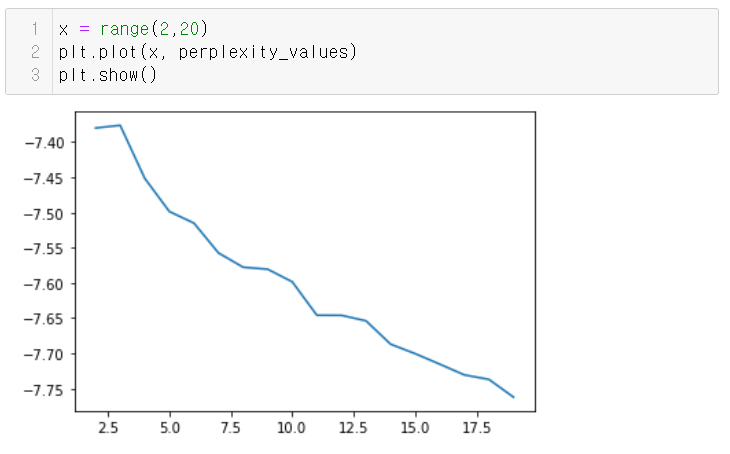 1 x = range(2,20)
2 plt.plot(x, perplexity_values)
3 plt.show()
−7.40
−7.45
−7.50
−7.55
−7.60
−7.65
−7.70
−7.75
2.5 5.0 7.5 10.0 12.5 15.0 17.5